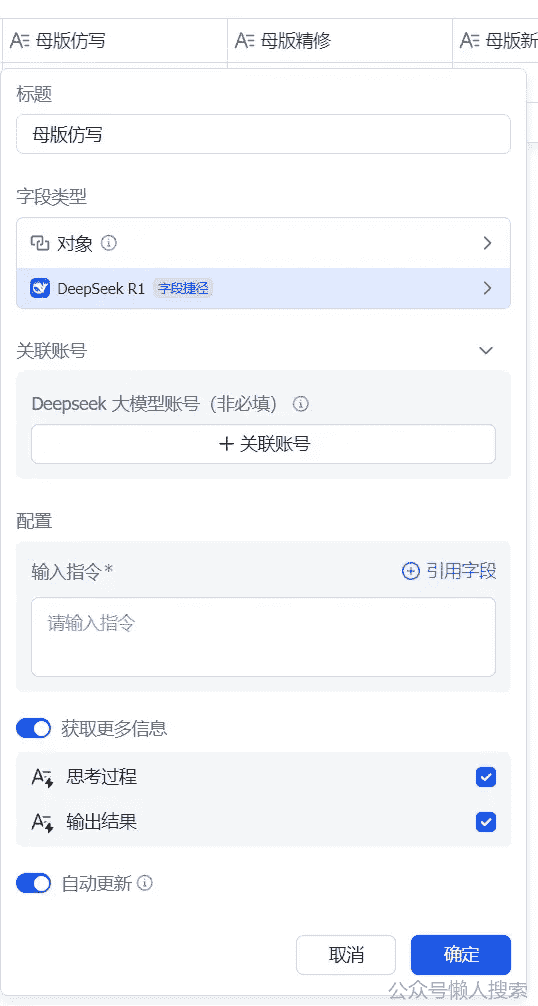 母版仿写 母版精修 母版新
标题
母版仿写
字段类型
对象
DeepSeek R1 字段捷径
关联账号
Deepseek 大模型账号（非必填）
+ 关联账号
配置
输入指令* 引用字段
请输入指令
获取更多信息
思考过程
输出结果
自动更新
取消 确定
公众号懒人搜索